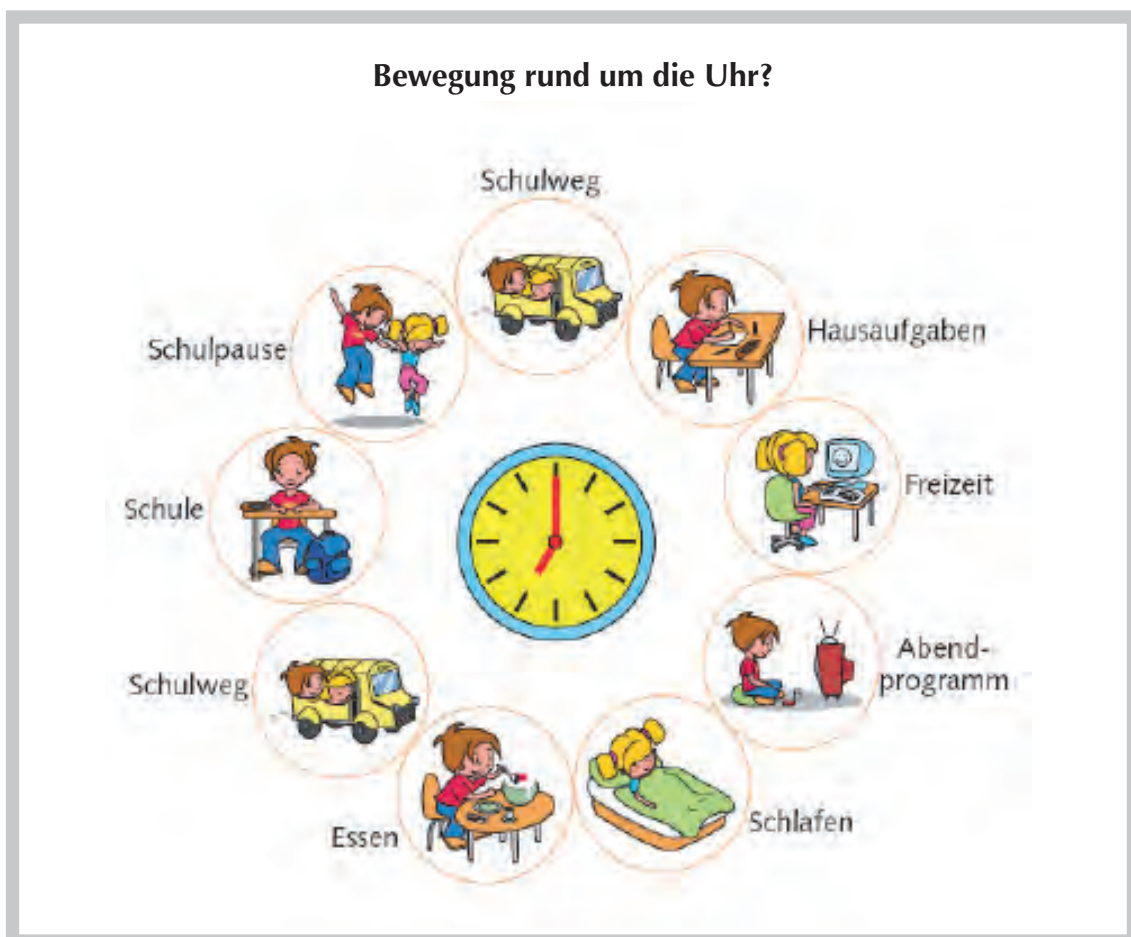 Bewegung rund um die Uhr?
Schulweg
Hausaufgaben
Freizeit
Abend-
programm
Schlafen
Essen
Schulweg
Schule
Schulpause